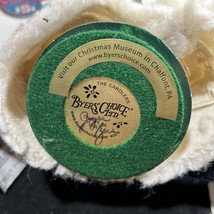 Visit our Christmas Museum in Chalfont, PA
www.byerschoice.com
THE CAROLERS
BYERS' CHOICE
LTD.